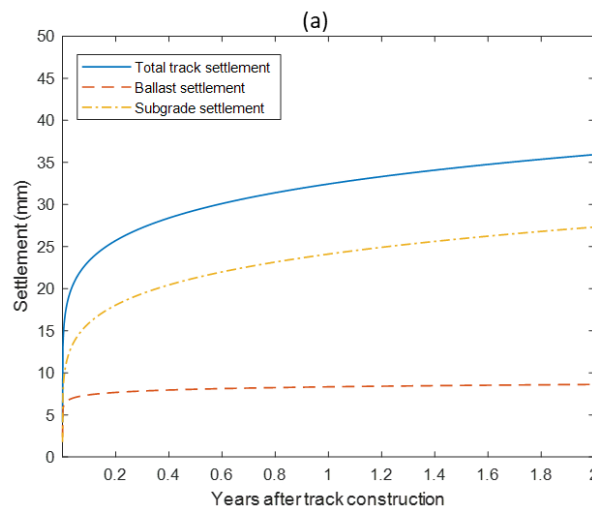 (a)
50
45
40
35
30
25
20
15
10
5
0
Settlement (mm)
Total track settlement
Ballast settlement
Subgrade settlement
0.2 0.4 0.6 0.8 1 1.2 1.4 1.6 1.8 2
Years after track construction